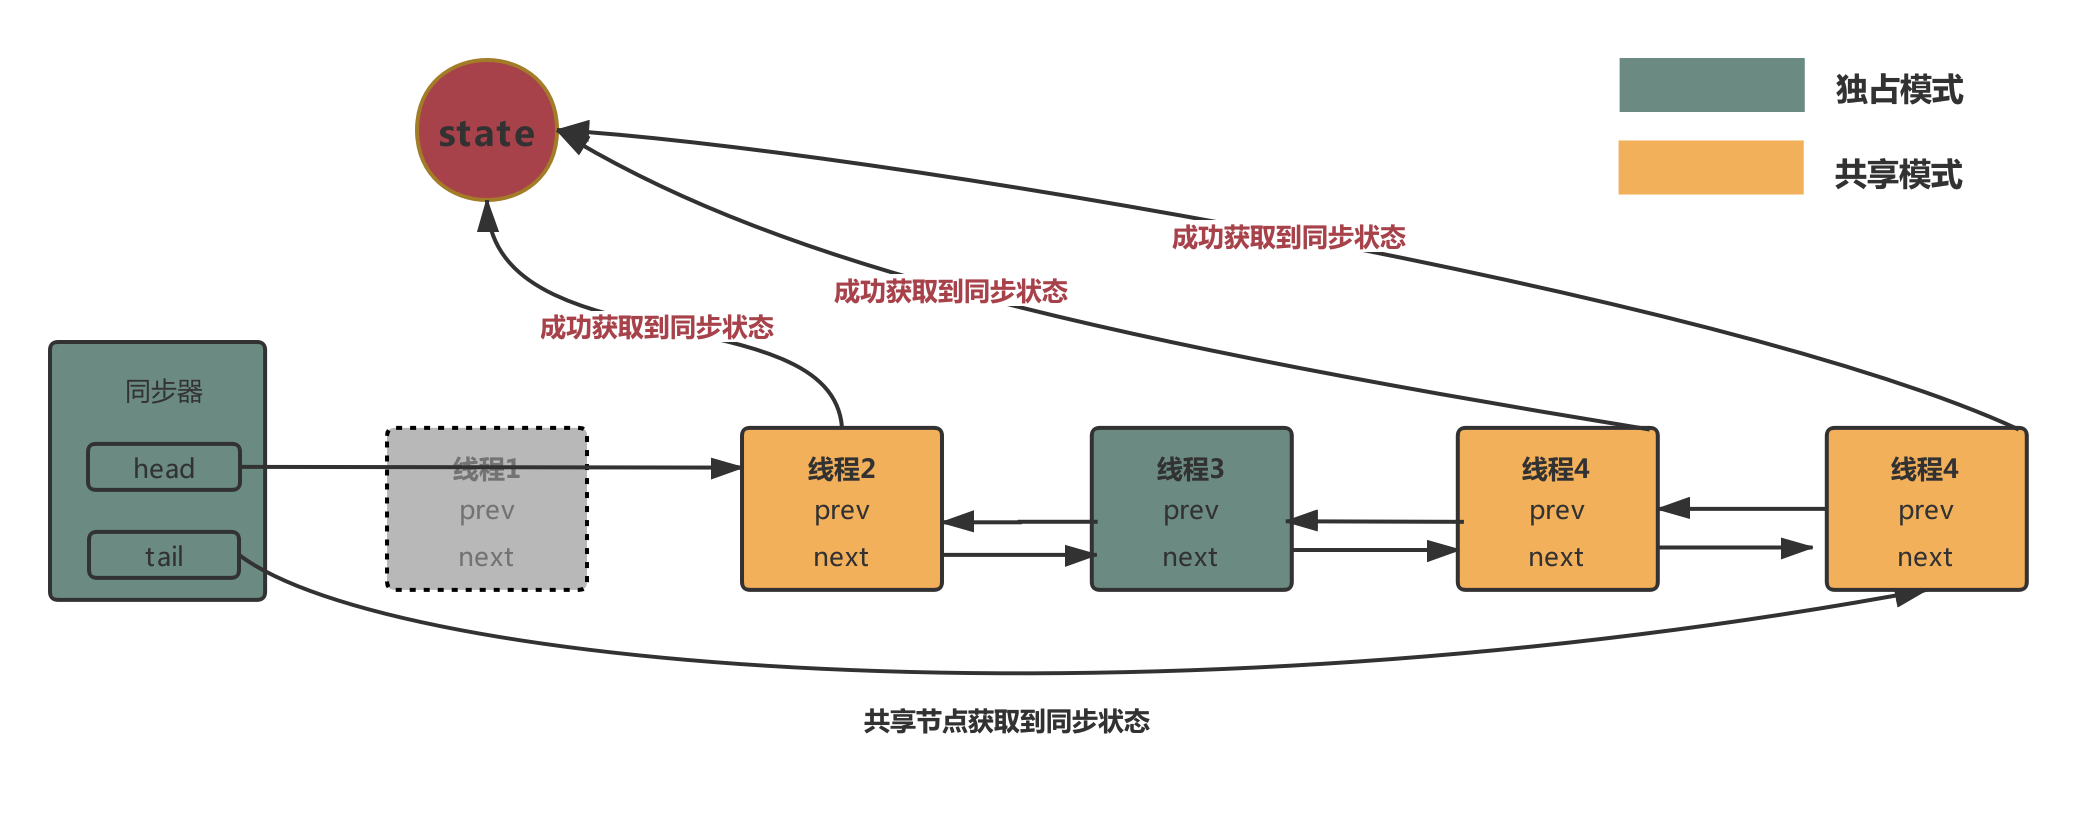 state
独占模式
共享模式
成功获取到同步状态
成功获取到同步状态
成功获取到同步状态
同步器
head
tail
线程1
prev
next
线程2
prev
next
线程3
prev
next
线程4
prev
next
线程4
prev
next
共享节点获取到同步状态